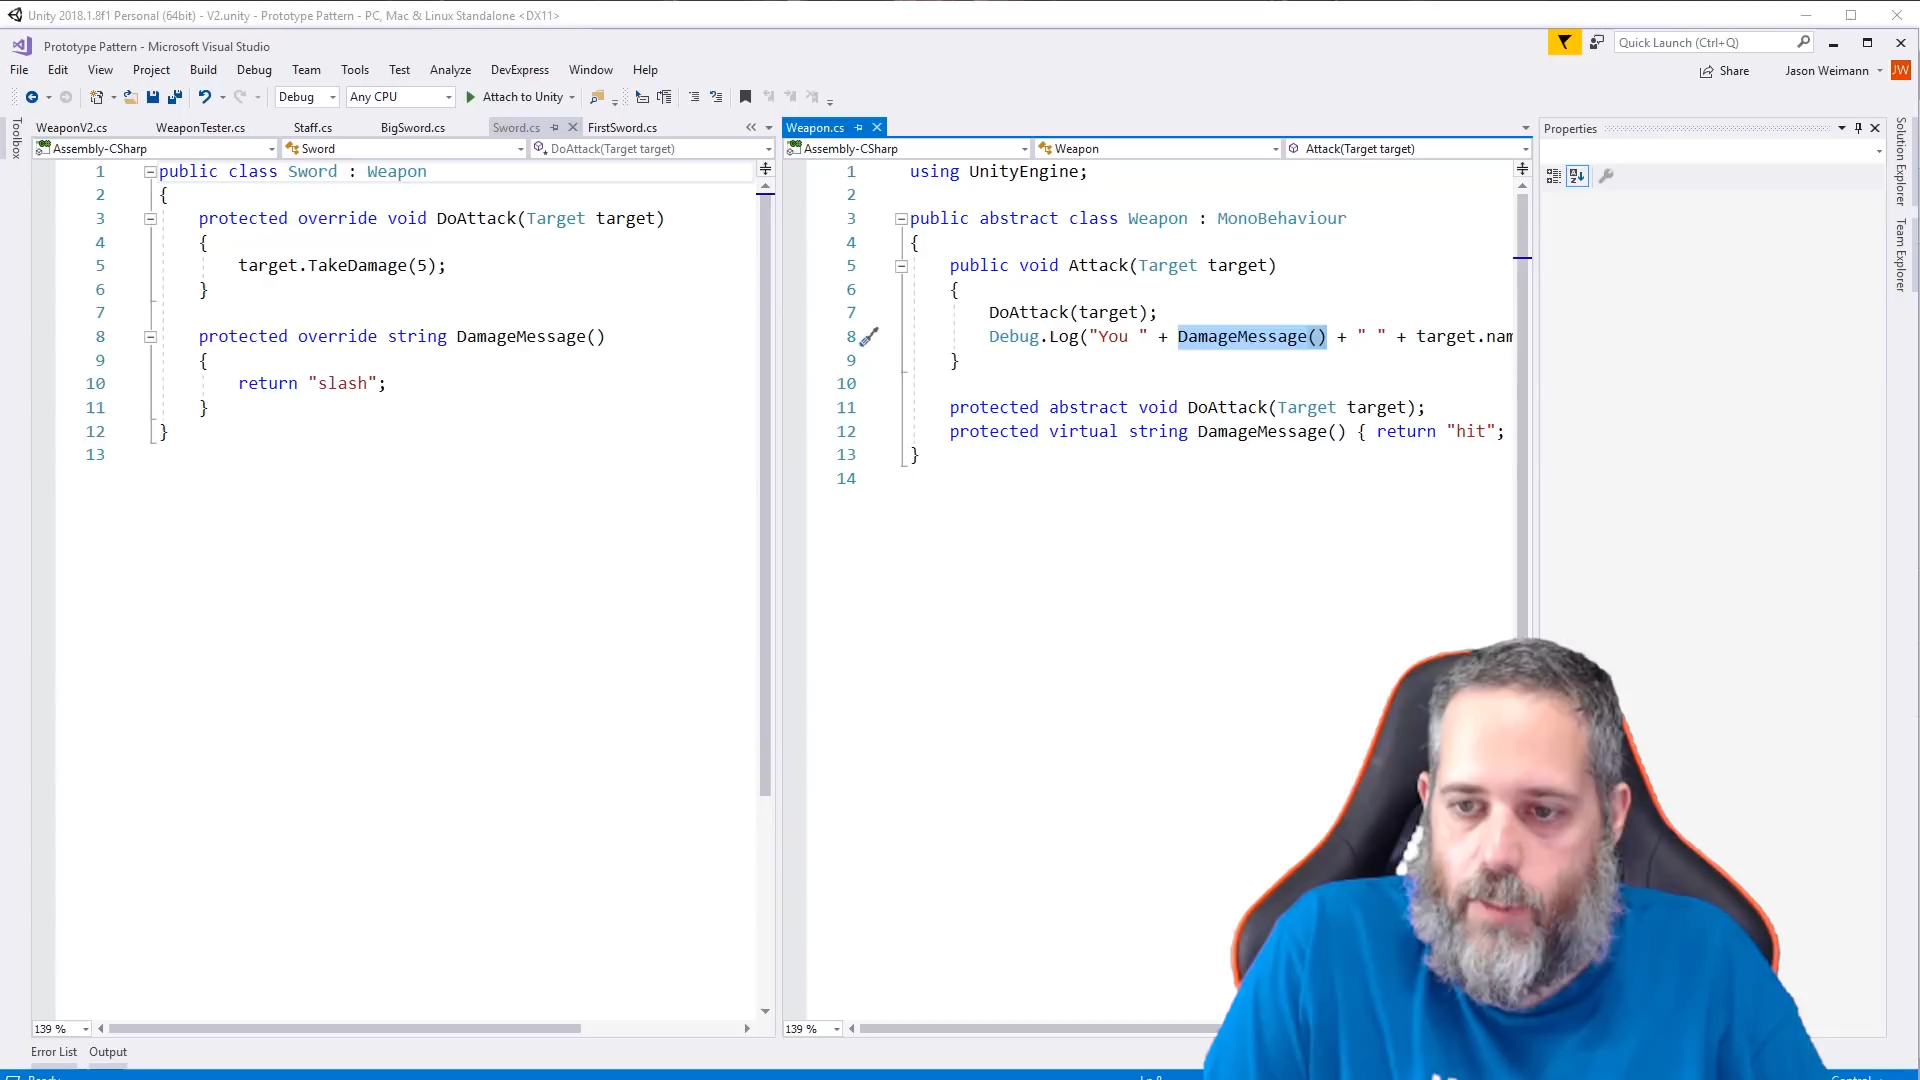 Unity 2018.1.8f1 Personal (64bit) - V2.unity - Prototype Pattern - PC, Mac & Linux Standalone <DX11>
Prototype Pattern - Microsoft Visual Studio
Quick Launch (Ctrl+Q)
File Edit View Project Build Debug Team Tools Test Analyze DevExpress Window Help
Share Jason Weimann JW
Debug Any CPU Attach to Unity
Toolbox
WeaponV2.cs WeaponTester.cs Staff.cs BigSword.cs Sword.cs FirstSword.cs
Assembly-CSharp Sword DoAttack(Target target)
1 public class Sword : Weapon
2 {
3 protected override void DoAttack(Target target)
4 {
5 target.TakeDamage(5);
6 }
7
8 protected override string DamageMessage()
9 {
10 return "slash";
11 }
12 }
13
139 %
Weapon.cs
Assembly-CSharp Weapon Attack(Target target)
1 using UnityEngine;
2
3 public abstract class Weapon : MonoBehaviour
4 {
5 public void Attack(Target target)
6 {
7 DoAttack(target);
8 Debug.Log("You " + DamageMessage() + " " + target.nam
9 }
10
11 protected abstract void DoAttack(Target target);
12 protected virtual string DamageMessage() { return "hit";
13 }
14
139 %
Properties
Solution Explorer
Team Explorer
Error List Output